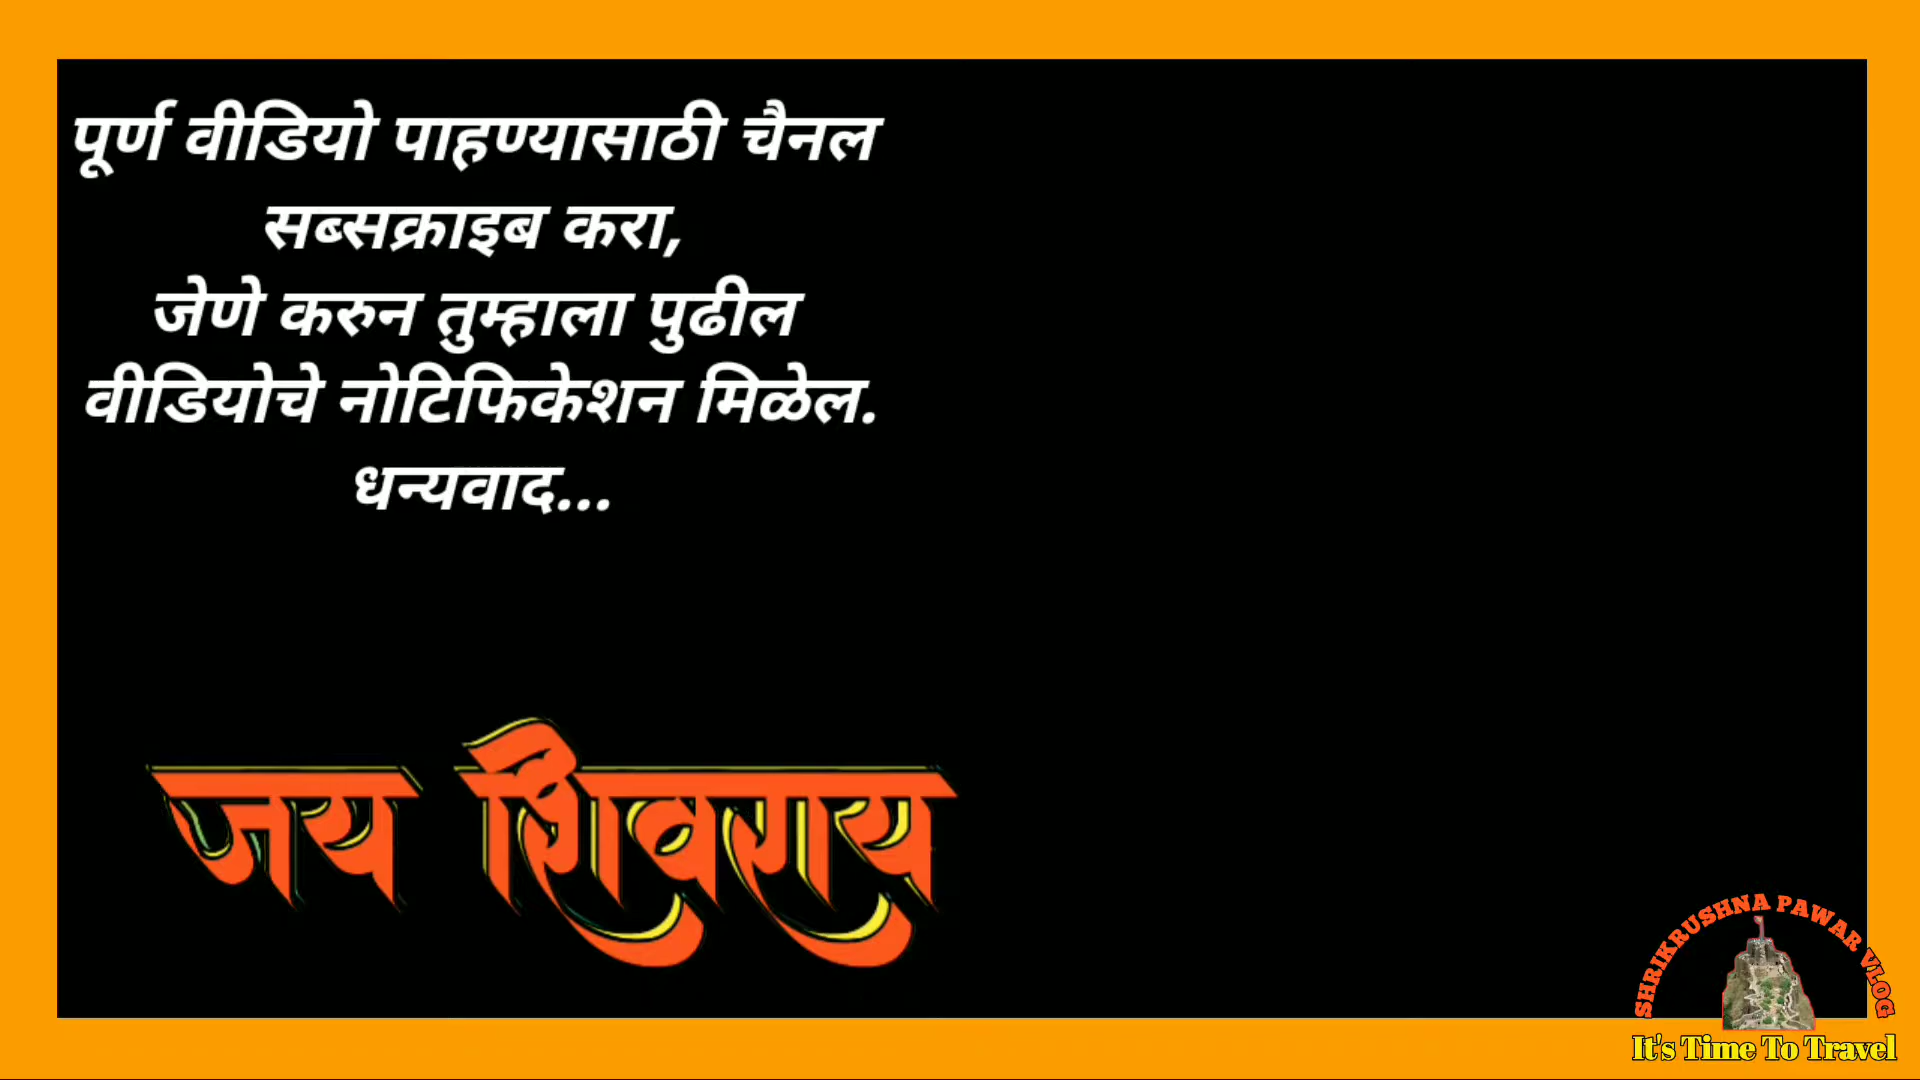 पूर्ण वीडियो पाहण्यासाठी चैनल
सब्सक्राइब करा,
जेणे करुन तुम्हाला पुढील
वीडियोचे नोटिफिकेशन मिळेल.
धन्यवाद...
जय शिवराय
SHRIKRUSHNA PAWAR VLOG
It's Time To Travel